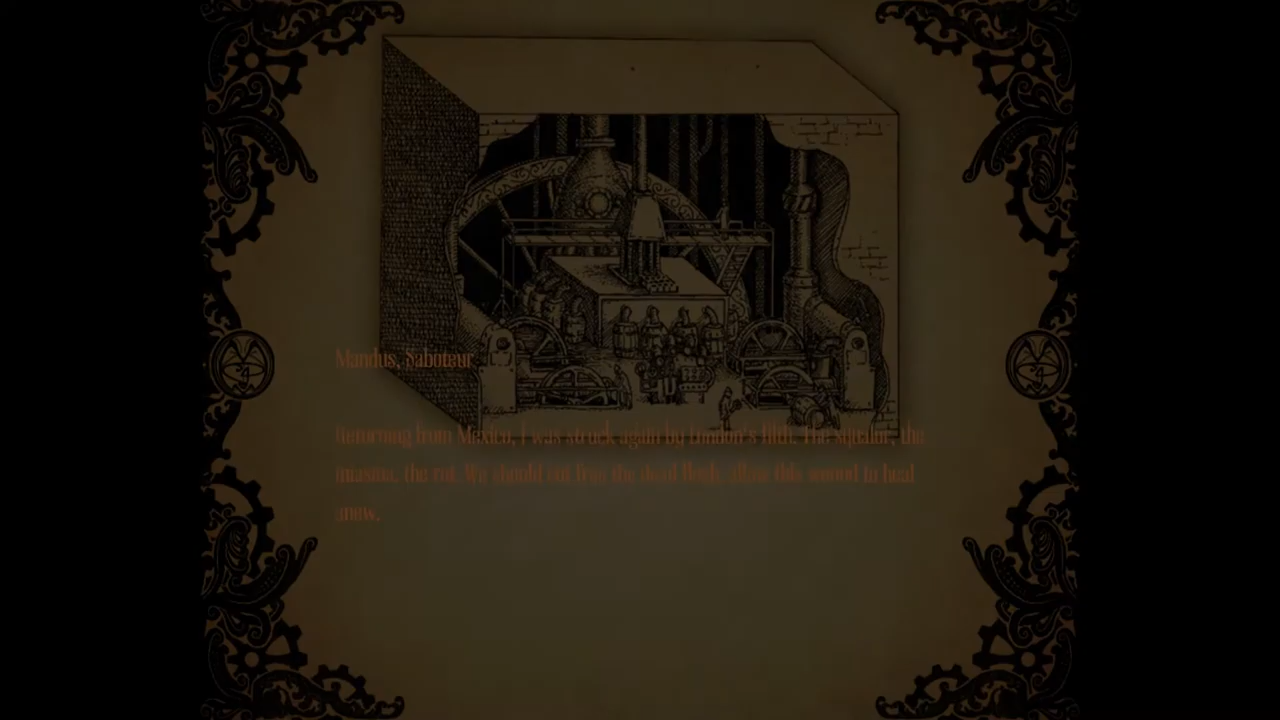 Mandus, Saboteur
Returning from Mexico, I was struck again by London's filth. The squalor, the
miasma, the rot. We should cut free the dead flesh, allow this wound to heal
anew.